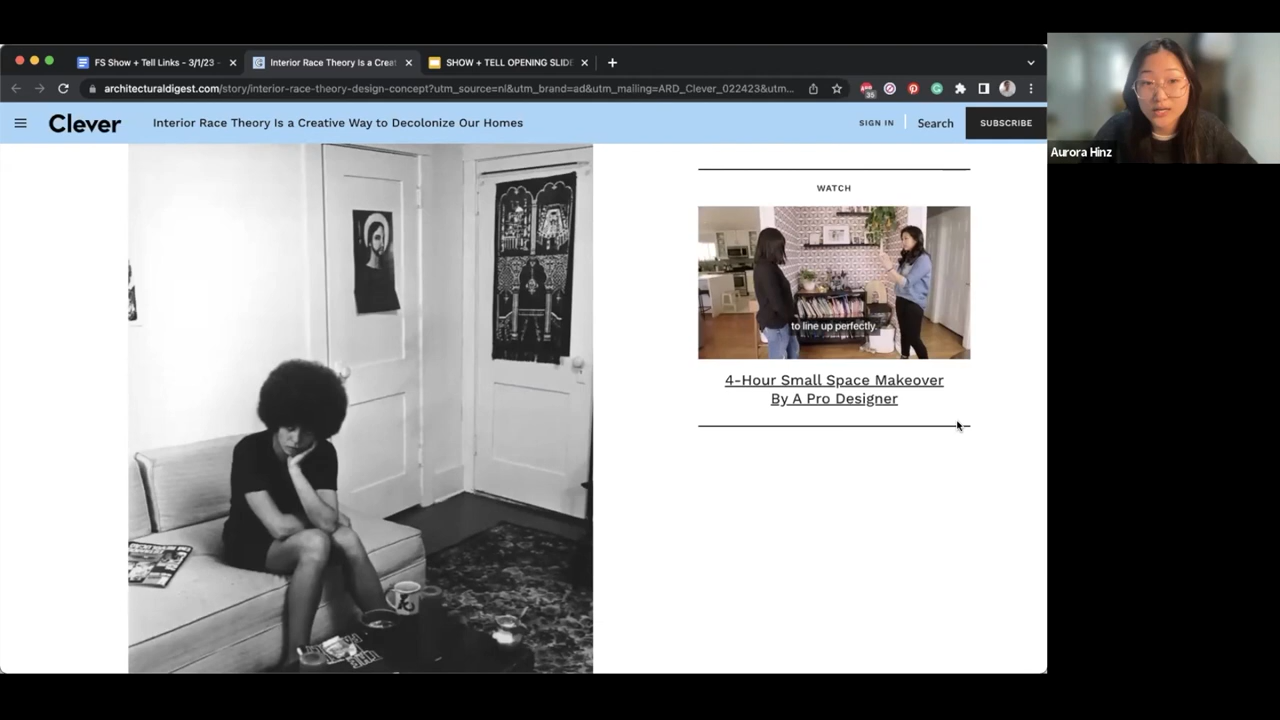 FS Show + Tell Links - 3/1/23 -
Interior Race Theory Is a Creat
SHOW + TELL OPENING SLIDE
architecturaldigest.com/story/interior-race-theory-design-concept?utm_source=nl&utm_brand=ad&utm_mailing=ARD_Clever_022423&utm...
35
Clever
Interior Race Theory Is a Creative Way to Decolonize Our Homes
SIGN IN
Search
SUBSCRIBE
Aurora Hinz
WATCH
to line up perfectly.
4-Hour Small Space Makeover
By A Pro Designer